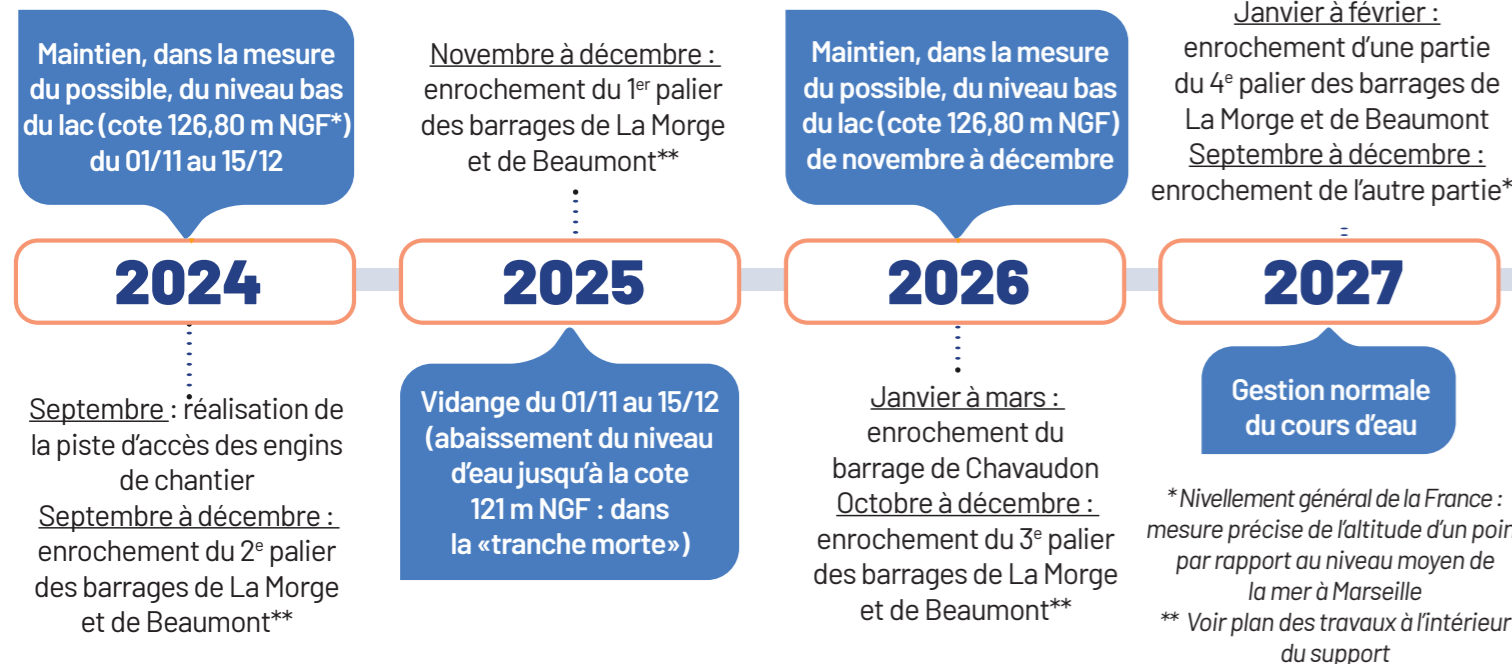 Maintien, dans la mesure
du possible, du niveau bas
du lac (cote 126,80 m NGF*)
du 01/11 au 15/12
2024
Septembre : réalisation de
la piste d'accès des engins
de chantier
Septembre à décembre :
enrochement du 2e palier
des barrages de La Morge
et de Beaumont**
Novembre à décembre :
enrochement du 1er palier
des barrages de La Morge
et de Beaumont**
2025
Vidange du 01/11 au 15/12
(abaissement du niveau
d'eau jusqu'à la cote
121 m NGF : dans
la «tranche morte»)
Maintien, dans la mesure
du possible, du niveau bas
du lac (cote 126,80 m NGF)
de novembre à décembre
2026
Janvier à mars :
enrochement du
barrage de Chavaudon
Octobre à décembre :
enrochement du 3e palier
des barrages de La Morge
et de Beaumont**
Janvier à février :
enrochement d'une partie
du 4e palier des barrages de
La Morge et de Beaumont
Septembre à décembre :
enrochement de l'autre partie*
2027
Gestion normale
du cours d'eau
* Nivellement général de la France :
mesure précise de l'altitude d'un poin
par rapport au niveau moyen de
la mer à Marseille
** Voir plan des travaux à l'intérieur
du support